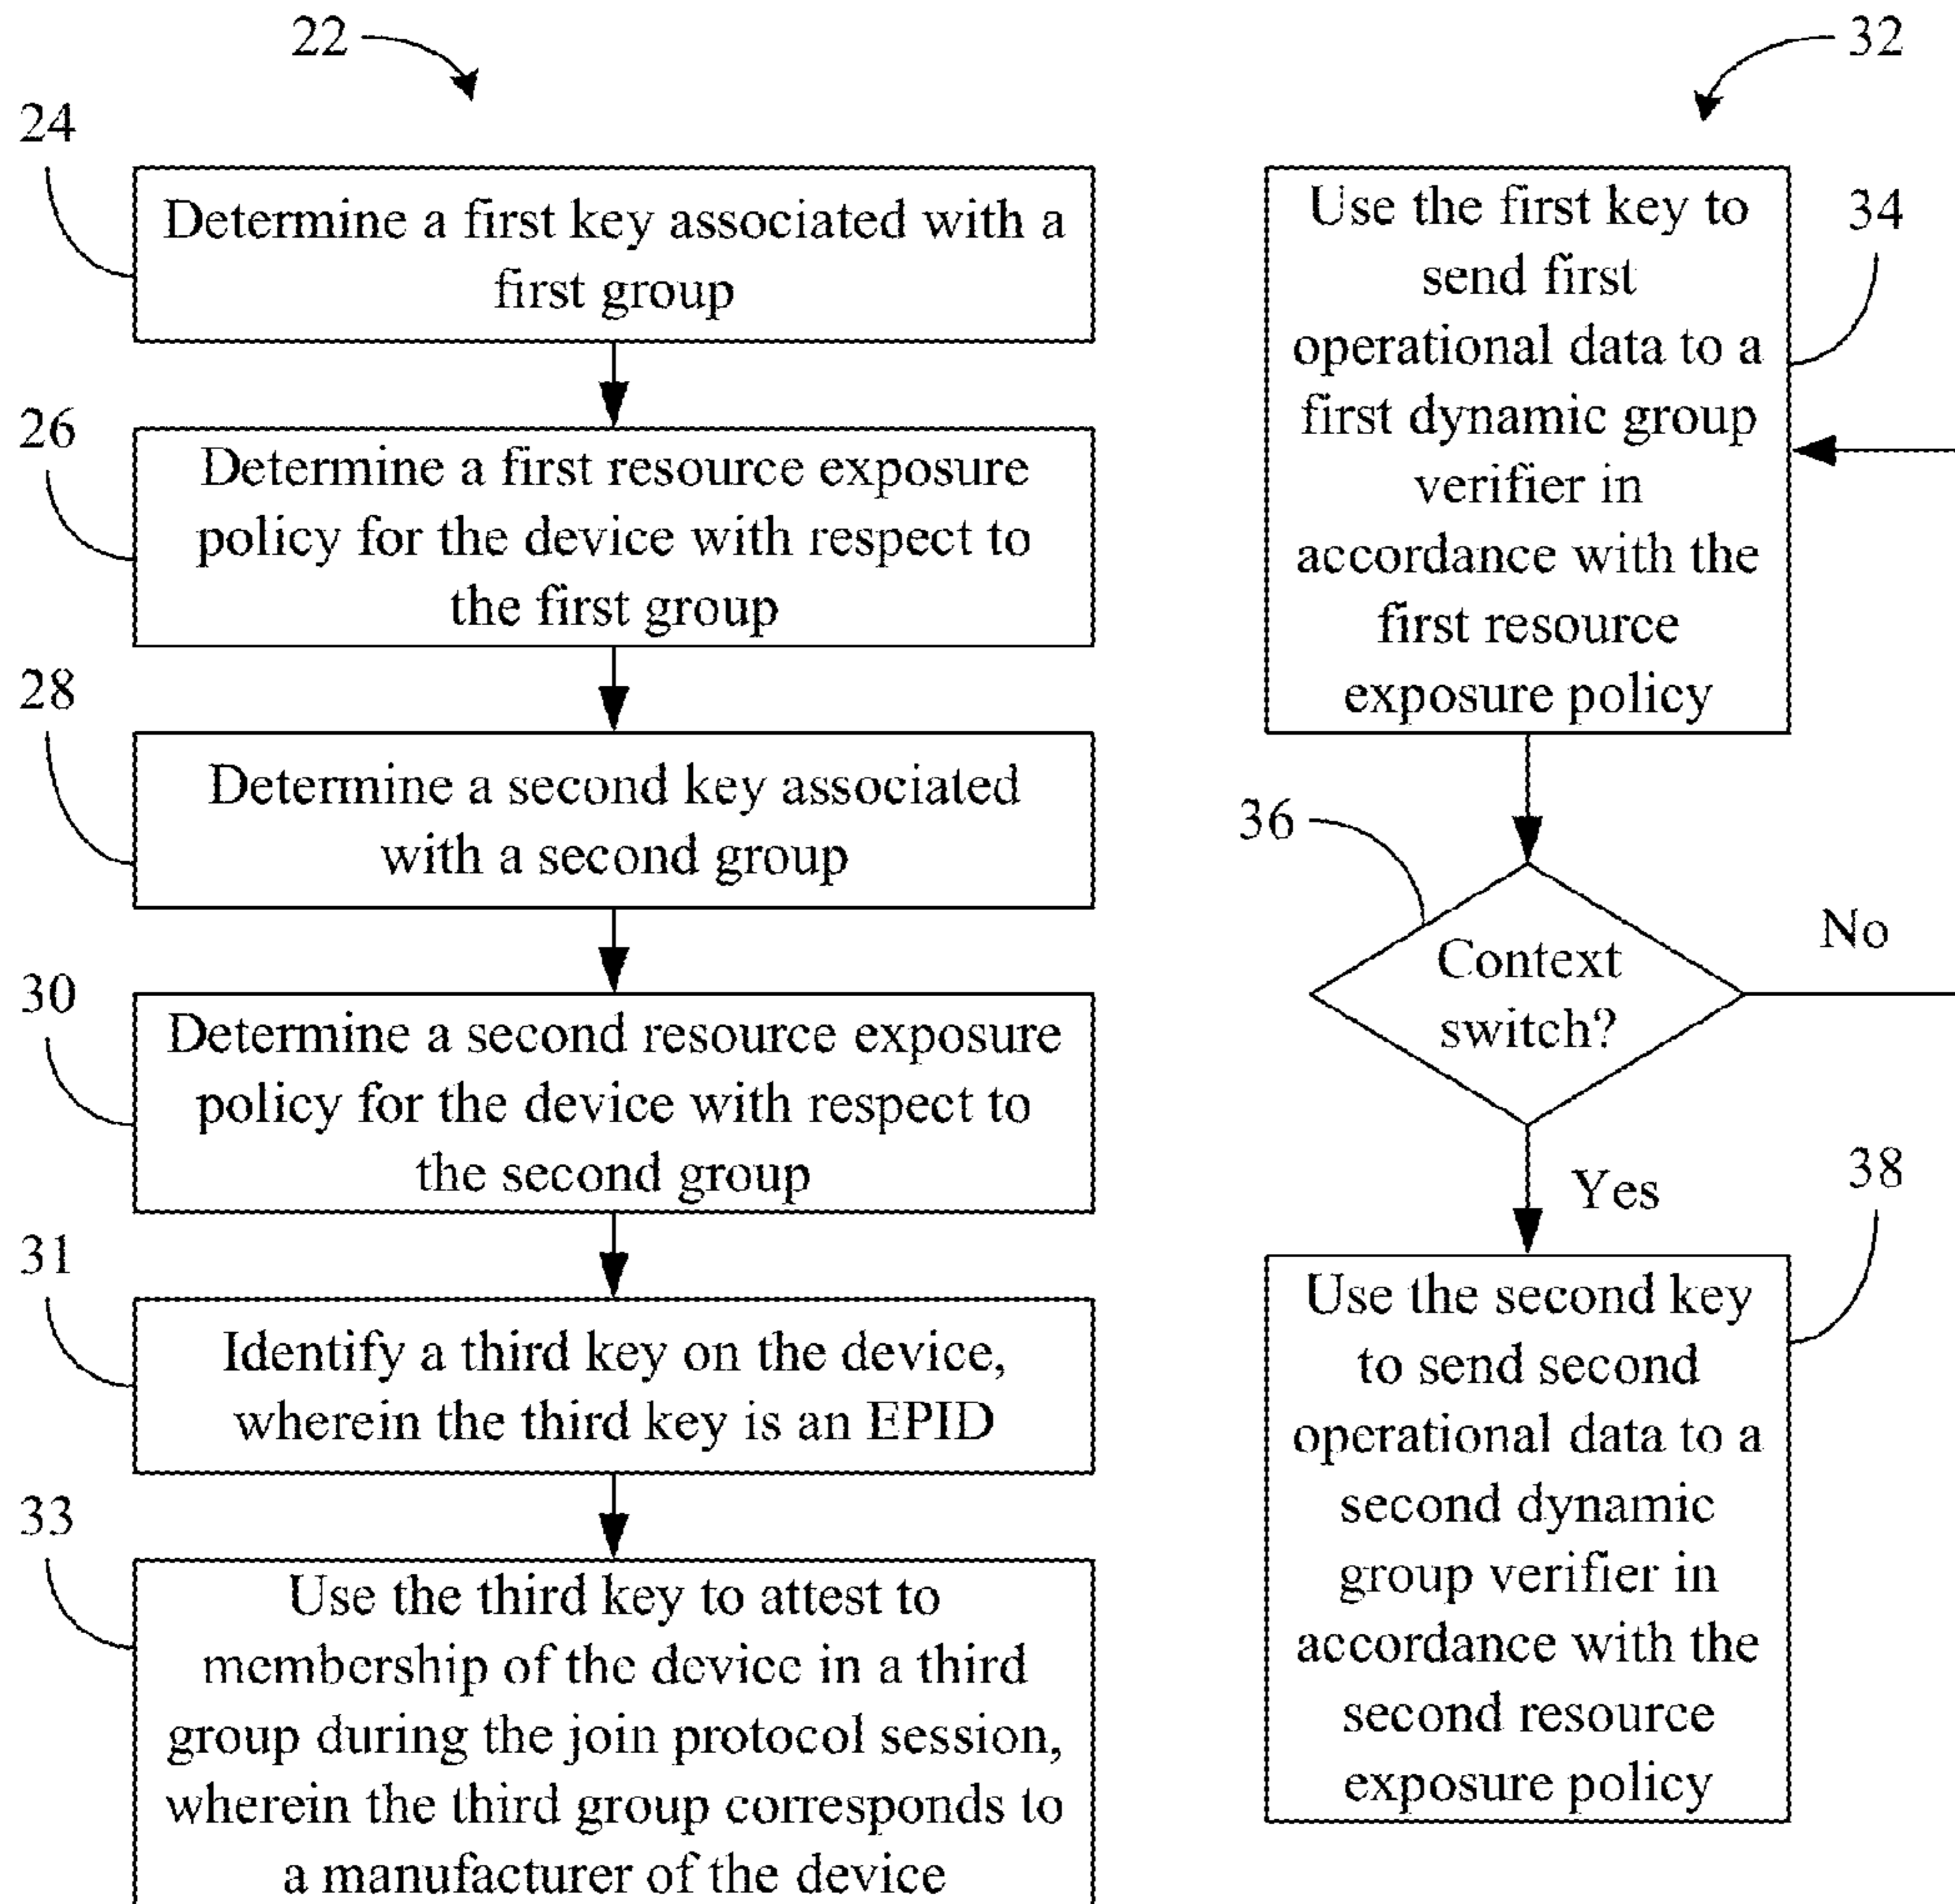 22
24
Determine a first key associated with a
first group
26
Determine a first resource exposure
policy for the device with respect to
the first group
28
Determine a second key associated
with a second group
30
Determine a second resource exposure
policy for the device with respect to
the second group
31
Identify a third key on the device,
wherein the third key is an EPID
33
Use the third key to attest to
membership of the device in a third
group during the join protocol session,
wherein the third group corresponds to
a manufacturer of the device
32
34
Use the first key to
send first
operational data to a
first dynamic group
verifier in
accordance with the
first resource
exposure policy
36
Context
switch?
No
Yes
38
Use the second key
to send second
operational data to a
second dynamic
group verifier in
accordance with the
second resource
exposure policy